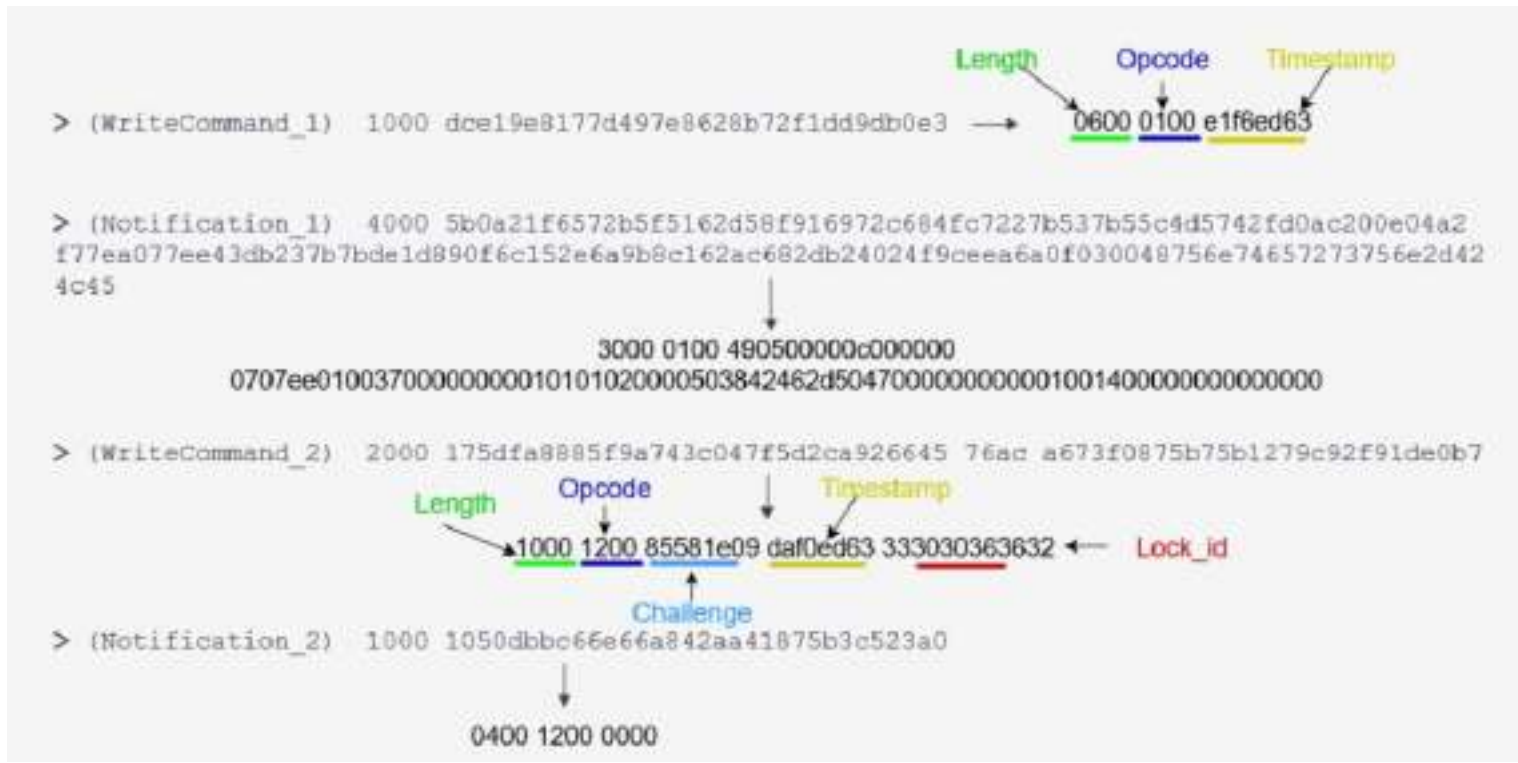 Length Opcode Timestamp
> (WriteCommand_1) 1000 dce19e8177d497e8628b72f1dd9db0e3 → 0600 0100 e1f6ed63
> (Notification_1) 4000 5b0a21f6572b5f5162d58f916972c684fc7227b537b55c4d5742fd0ac200e04a2
f77ea077ee43db237b7bde1d890f6c152e6a9b8c162ac682db24024f9ceea6a0f030048756e74657273756e2d42
4c45
3000 0100 490500000c000000
> (WriteCommand_2) 2000 175dfa8885f9a743c047f5d2ca926645 76ac a673f0875b75b1279c92f91de0b7
Length Opcode Timestamp
1000 1200 85581e09 daf0ed63 333030363632 ← Lock_id
Challenge
> (Notification_2) 1000 1050dbbc66e66a842aa41875b3c523a0
0400 1200 0000